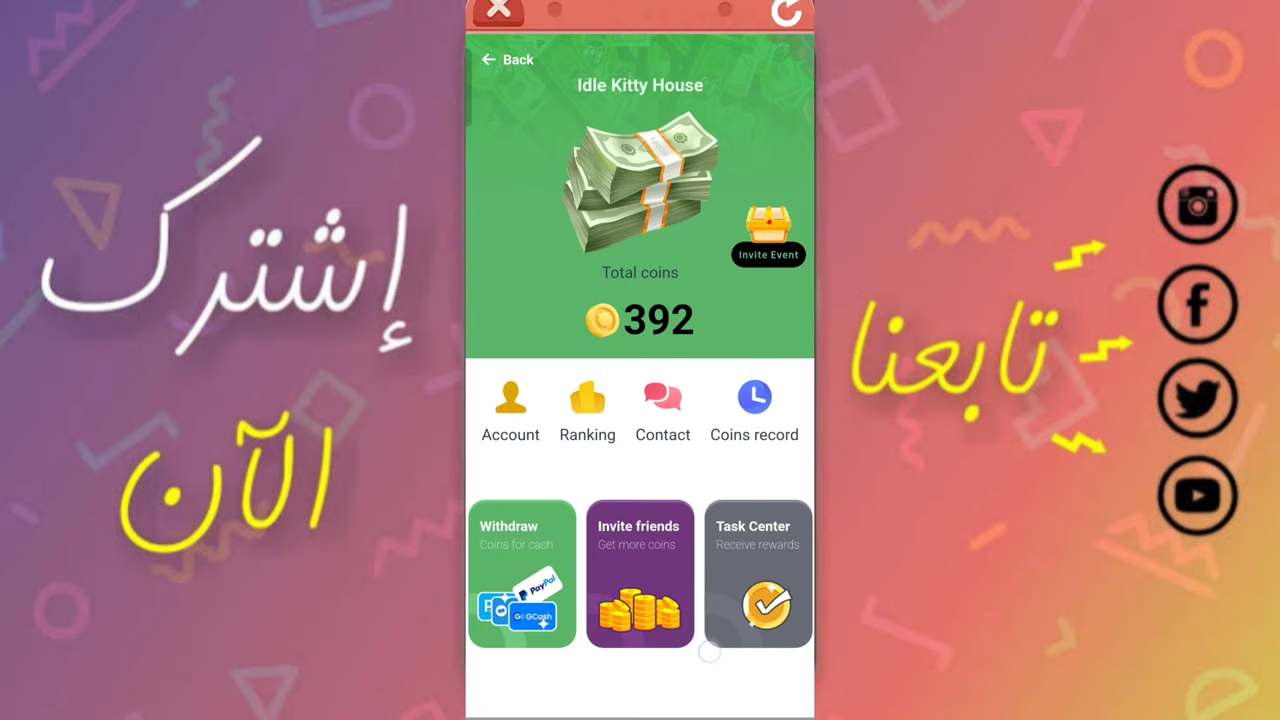 Back
Idle Kitty House
Invite Event
Total coins
392
Account
Ranking
Contact
Coins record
Withdraw
Coins for cash
PayPal
GCash
Invite friends
Get more coins
Task Center
Receive rewards
إشترك
الآن
تابعنا